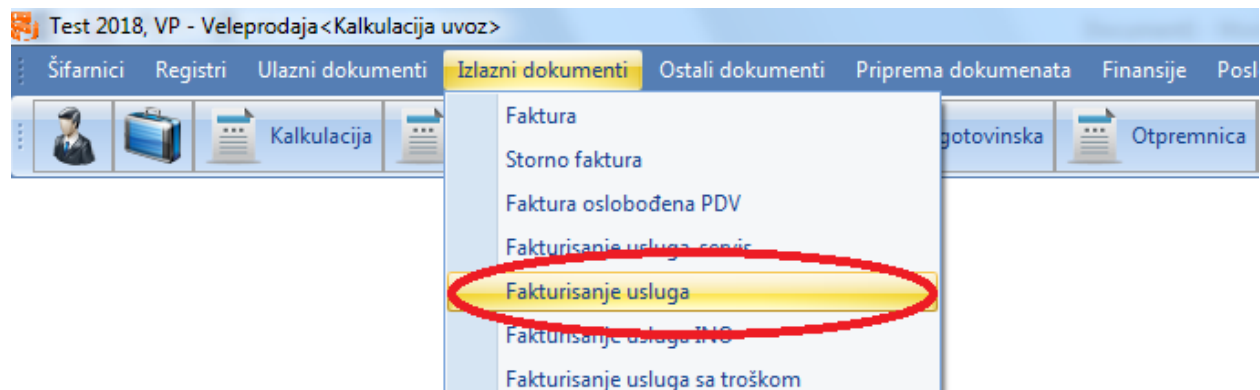 Test 2018, VP - Veleprodaja<Kalkulacija uvoz>
Šifarnici Registri Ulazni dokumenti Izlazni dokumenti Ostali dokumenti Priprema dokumenata Finansije Posl
Kalkulacija gotovinska Otpremnica
Faktura
Storno faktura
Faktura oslobođena PDV
Fakturisanje usluga-servis
Fakturisanje usluga
Fakturisanje usluga INO
Fakturisanje usluga sa troškom